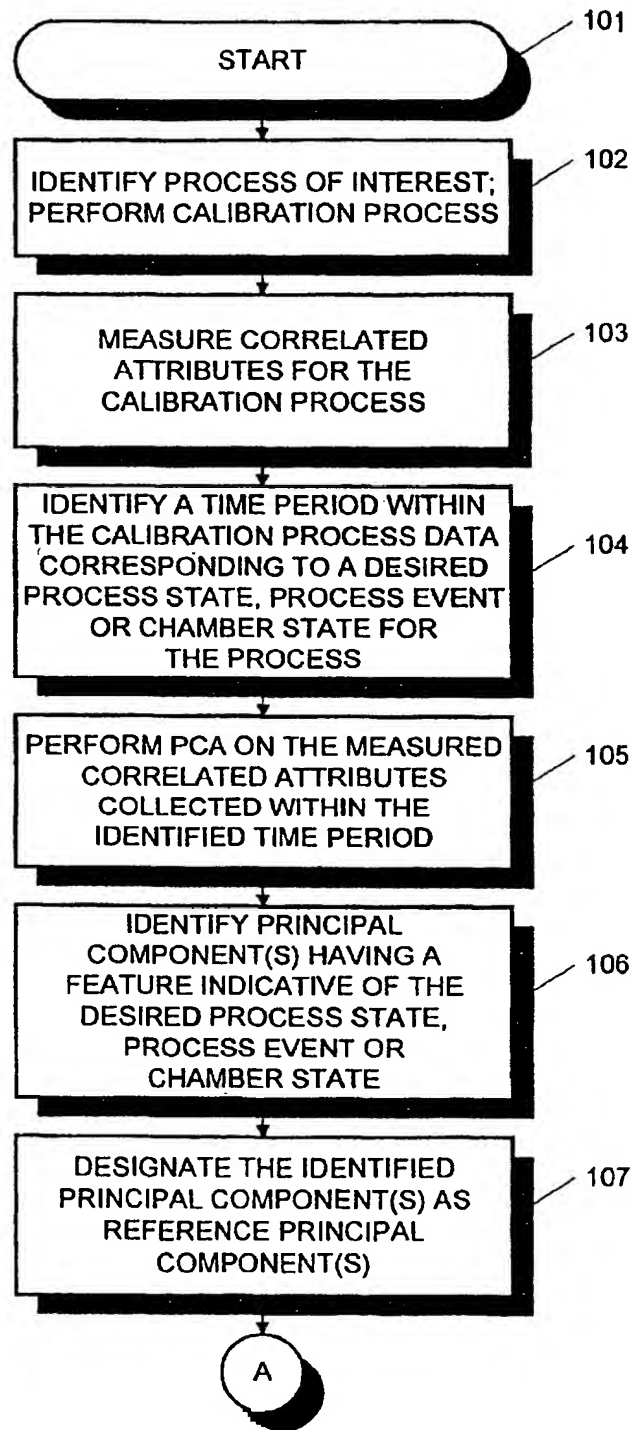 START
101
IDENTIFY PROCESS OF INTEREST;
PERFORM CALIBRATION PROCESS
102
MEASURE CORRELATED
ATTRIBUTES FOR THE
CALIBRATION PROCESS
103
IDENTIFY A TIME PERIOD WITHIN
THE CALIBRATION PROCESS DATA
CORRESPONDING TO A DESIRED
PROCESS STATE, PROCESS EVENT
OR CHAMBER STATE FOR
THE PROCESS
104
PERFORM PCA ON THE MEASURED
CORRELATED ATTRIBUTES
COLLECTED WITHIN THE
IDENTIFIED TIME PERIOD
105
IDENTIFY PRINCIPAL
COMPONENT(S) HAVING A
FEATURE INDICATIVE OF THE
DESIRED PROCESS STATE,
PROCESS EVENT OR
CHAMBER STATE
106
DESIGNATE THE IDENTIFIED
PRINCIPAL COMPONENT(S) AS
REFERENCE PRINCIPAL
COMPONENT(S)
107
A